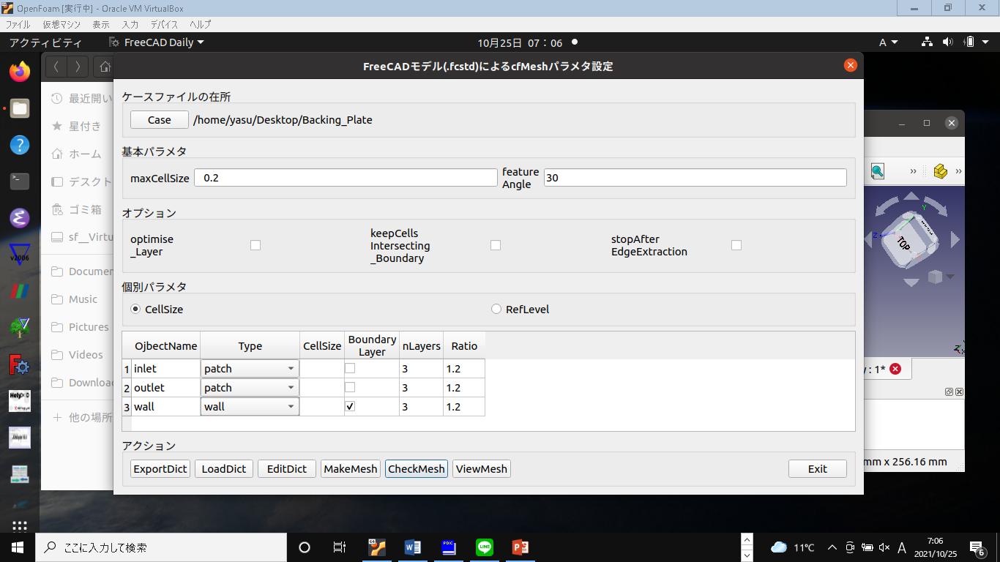 OpenFoam [実行中] - Oracle VM VirtualBox
ファイル 仮想マシン 表示 入力 デバイス ヘルプ
アクティビティ FreeCAD Daily 10月25日 07：06 A
FreeCADモデル(.fcstd)によるcfMeshパラメタ設定
最近開い
星付き
ホーム
デスクト
ゴミ箱
sf__Virtu
Documen
Music
Pictures
Videos
Downloa
他の場所
v2006
ケースファイルの在所
Case /home/yasu/Desktop/Backing_Plate
基本パラメタ
maxCellSize 0.2 feature
Angle 30
オプション
optimise
_Layer
keepCells
Intersecting
_Boundary
stopAfter
EdgeExtraction
個別パラメタ
CellSize RefLevel
OjbectName Type CellSize Boundary
Layer nLayers Ratio
1 inlet patch 3 1.2
2 outlet patch 3 1.2
3 wall wall 3 1.2
アクション
ExportDict LoadDict EditDict MakeMesh CheckMesh ViewMesh Exit
Y
Z
TOP
y : 1*
mm x 256.16 mm
ここに入力して検索
11℃ A 7:06
2021/10/25
6